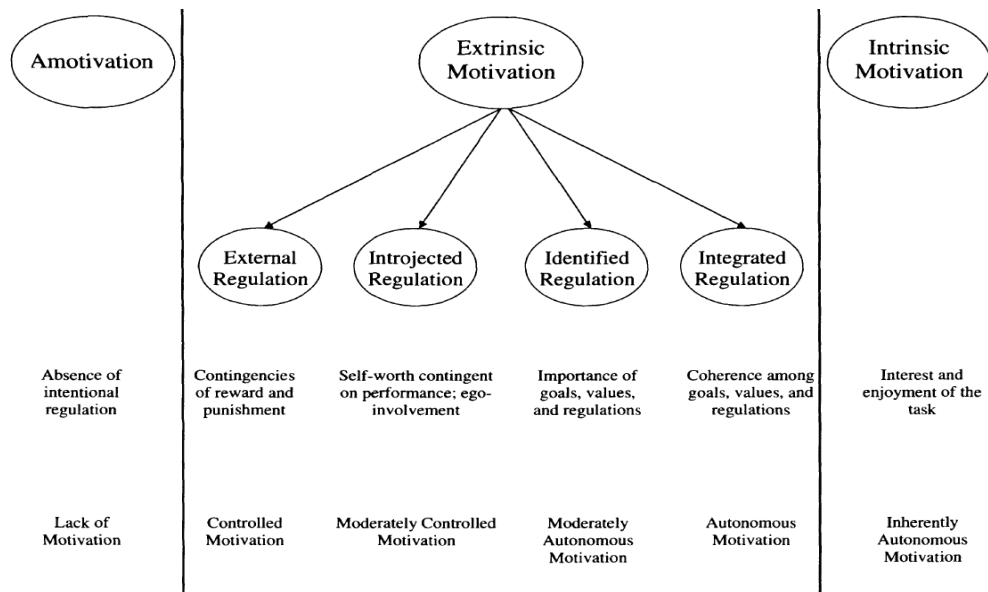 Amotivation
Extrinsic
Motivation
Intrinsic
Motivation
External
Regulation
Introjected
Regulation
Identified
Regulation
Integrated
Regulation
Absence of
intentional
regulation
Contingencies
of reward and
punishment
Self-worth contingent
on performance; ego-
involvement
Importance of
goals, values,
and regulations
Coherence among
goals, values, and
regulations
Interest and
enjoyment of the
task
Lack of
Motivation
Controlled
Motivation
Moderately Controlled
Motivation
Moderately
Autonomous
Motivation
Autonomous
Motivation
Inherently
Autonomous
Motivation